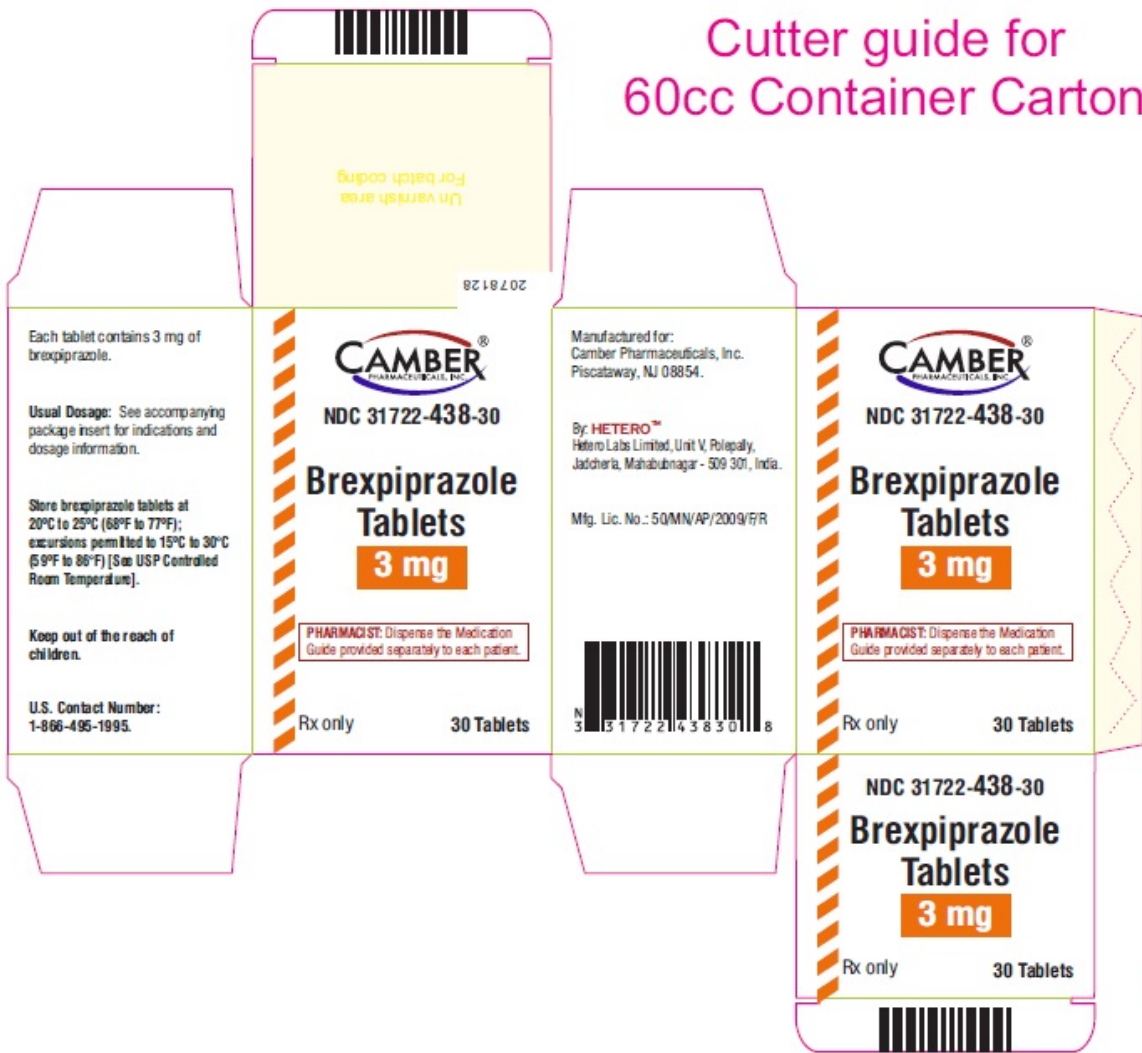 Cutter guide for
60cc Container Carton
Un varnish area
For batch coding
2078128
Each tablet contains 3 mg of
brexpiprazole.
Usual Dosage: See accompanying
package insert for indications and
dosage information.
Store brexpiprazole tablets at
20°C to 25°C (68°F to 77°F);
excursions permitted to 15°C to 30°C
(59°F to 86°F) [See USP Controlled
Room Temperature].
Keep out of the reach of
children.
U.S. Contact Number:
1-866-495-1995.
CAMBER®
PHARMACEUTICALS, INC.
NDC 31722-438-30
Brexpiprazole
Tablets
3 mg
PHARMACIST: Dispense the Medication
Guide provided separately to each patient.
Rx only 30 Tablets
Manufactured for:
Camber Pharmaceuticals, Inc.
Piscataway, NJ 08854.
By: HETERO™
Hetero Labs Limited, Unit V, Polepally,
Jadcherla, Mahabubnagar - 509 301, India.
Mfg. Lic. No.: 50/MN/AP/2009/F/R
N
3 31722 43830 8
CAMBER®
PHARMACEUTICALS, INC.
NDC 31722-438-30
Brexpiprazole
Tablets
3 mg
PHARMACIST: Dispense the Medication
Guide provided separately to each patient.
Rx only 30 Tablets
NDC 31722-438-30
Brexpiprazole
Tablets
3 mg
Rx only 30 Tablets